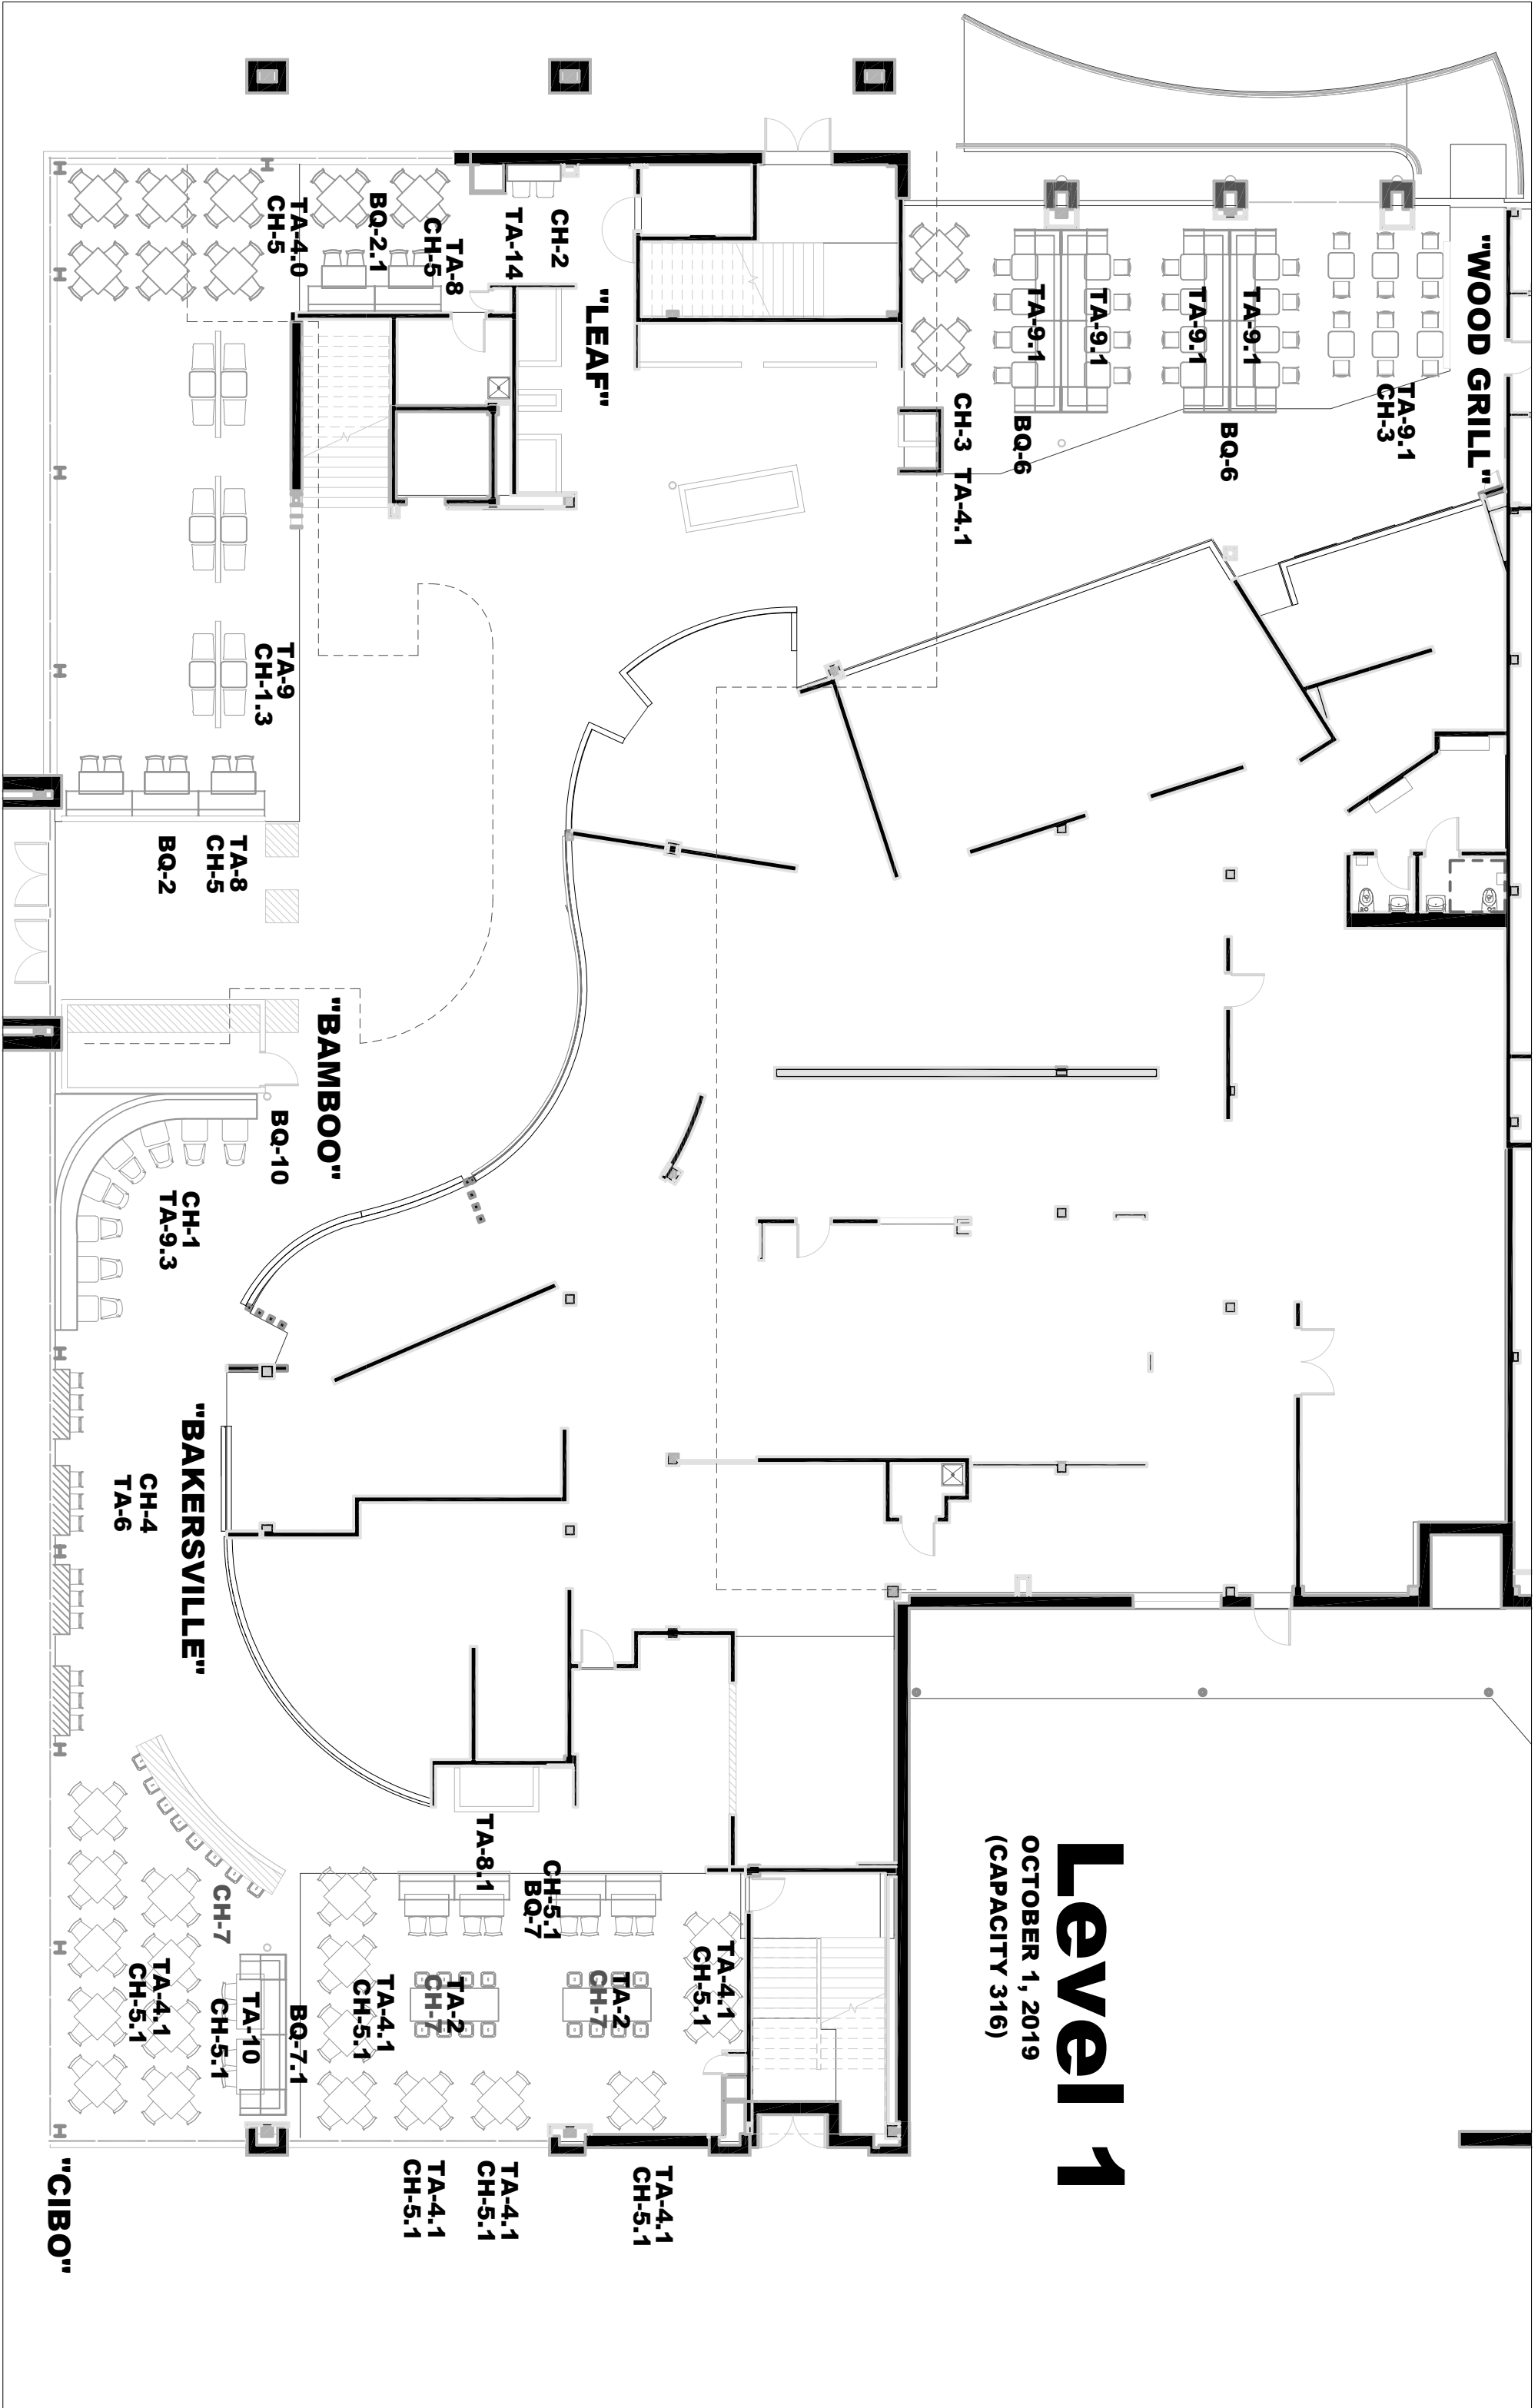 Level 1
OCTOBER 1, 2019
(CAPACITY 316)
"WOOD GRILL"
TA-9.1
CH-3
TA-9.1
TA-9.1
BQ-6
TA-9.1
TA-9.1
BQ-6
CH-3 TA-4.1
"LEAF"
CH-2
TA-14
TA-8
CH-5
BQ-2.1
TA-4.0
CH-5
TA-9
CH-1.3
TA-8
CH-5
BQ-2
"BAMBOO"
BQ-10
CH-1
TA-9.3
"BAKERSVILLE"
CH-4
TA-6
TA-8.1
CH-5.1
BQ-7
CH-7
TA-4.1
CH-5.1
TA-2
CH-7
TA-2
CH-7
TA-4.1
CH-5.1
BQ-7.1
TA-10
CH-5.1
TA-4.1
CH-5.1
TA-4.1
CH-5.1
TA-4.1
CH-5.1
TA-4.1
CH-5.1
"CIBO"